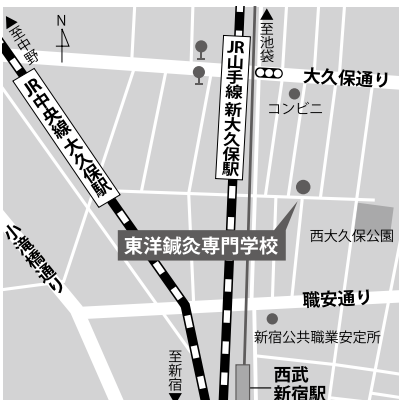 至中野
N
至池袋
大久保通り
コンビニ
JR山手線 新大久保駅
JR中央線 大久保駅
東洋鍼灸専門学校
西大久保公園
小滝橋通り
職安通り
新宿公共職業安定所
至新宿
西武
新宿駅